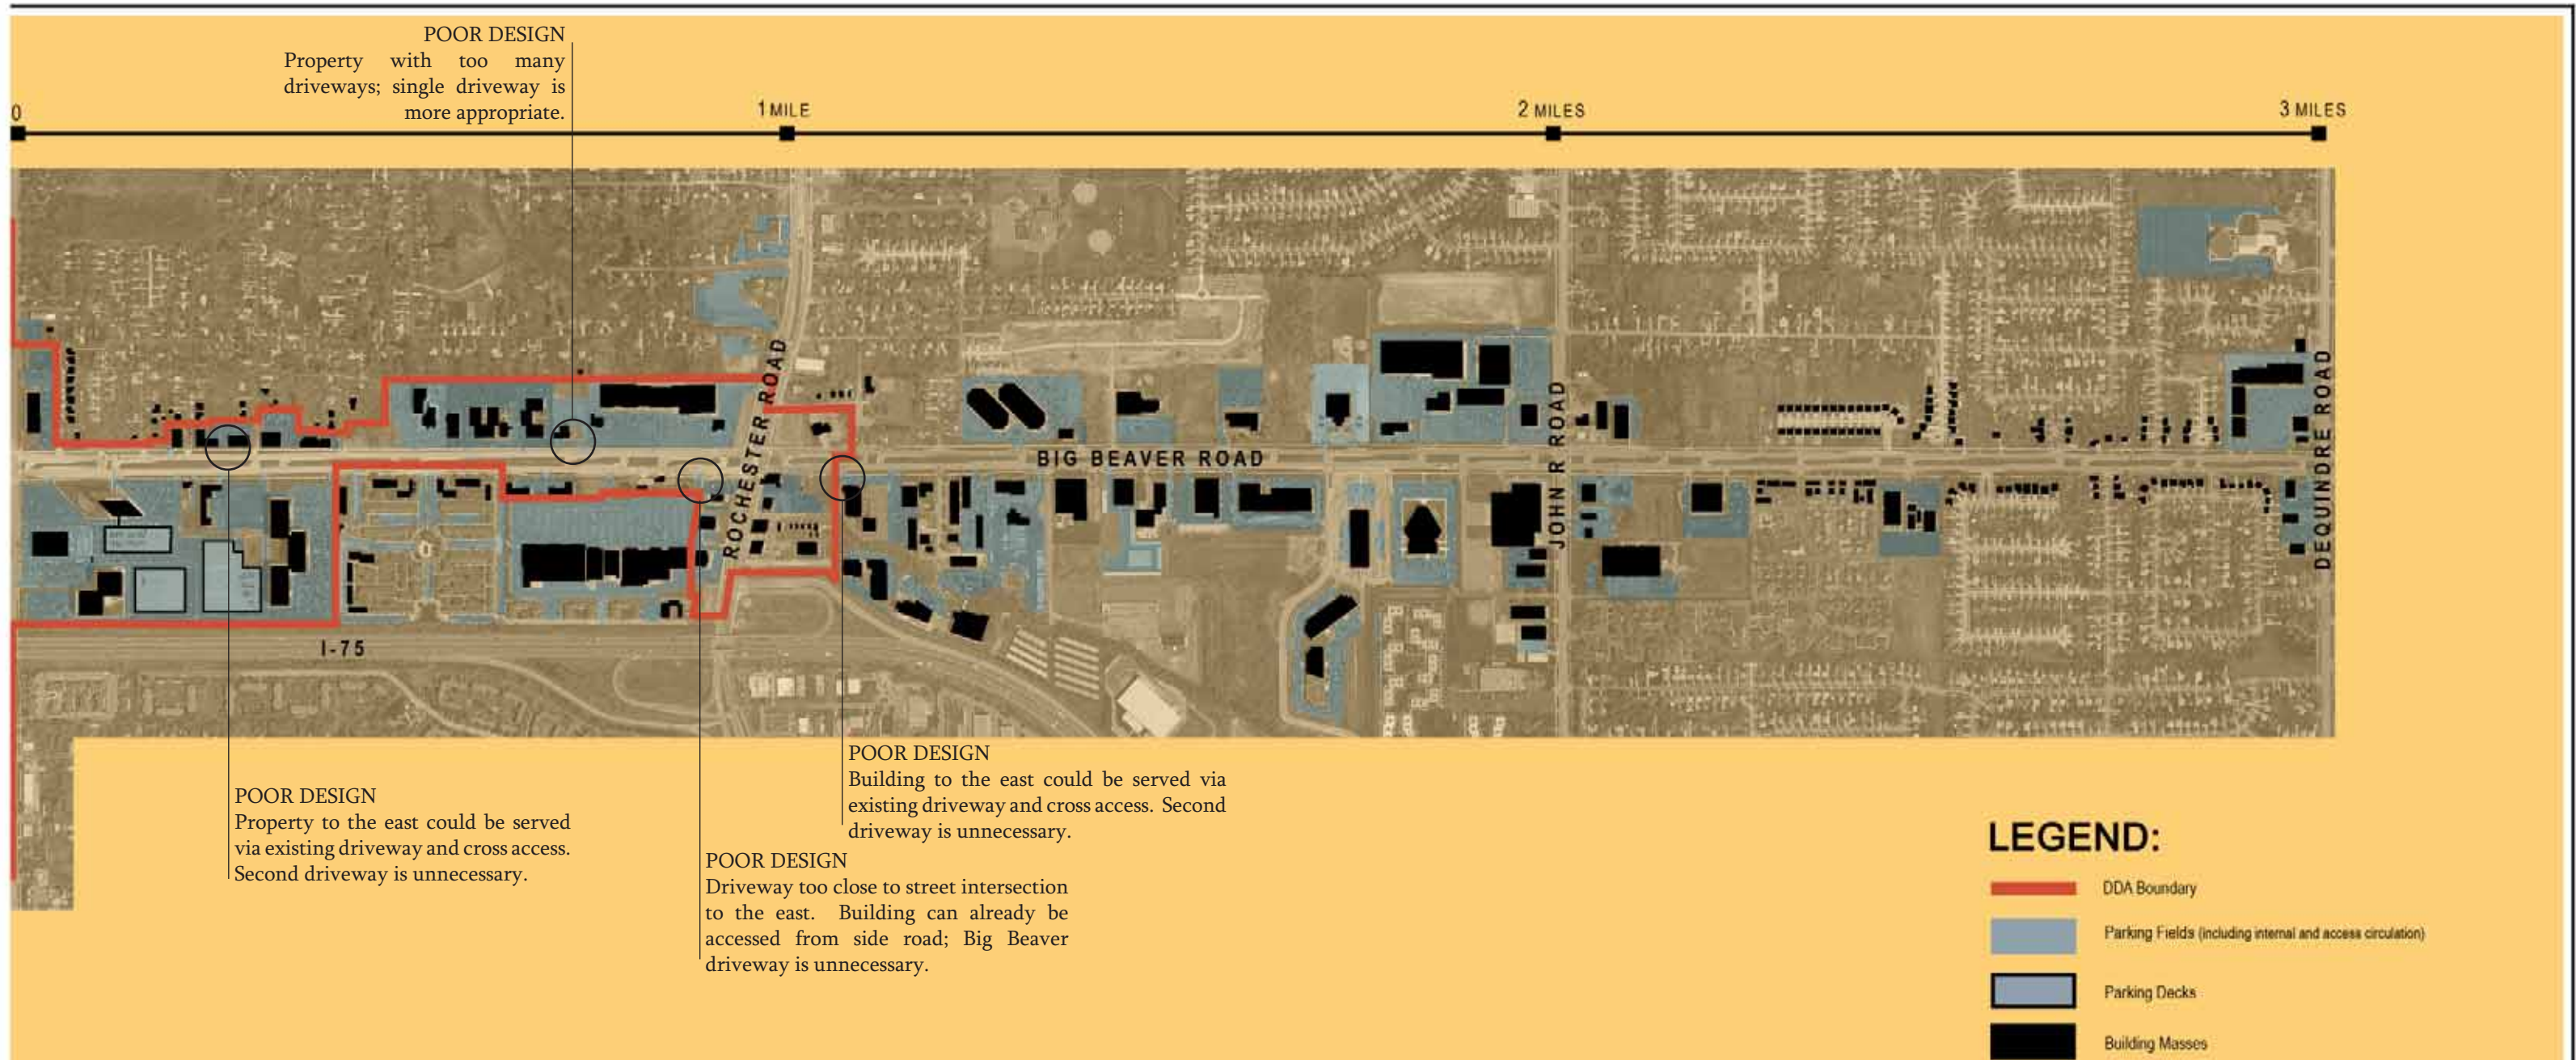 POOR DESIGN
Property with too many
driveways; single driveway is
more appropriate.
0
1 MILE
2 MILES
3 MILES
ROCHESTER ROAD
BIG BEAVER ROAD
JOHN R ROAD
DEQUINDRE ROAD
I-75
POOR DESIGN
Property to the east could be served
via existing driveway and cross access.
Second driveway is unnecessary.
POOR DESIGN
Driveway too close to street intersection
to the east. Building can already be
accessed from side road; Big Beaver
driveway is unnecessary.
POOR DESIGN
Building to the east could be served via
existing driveway and cross access. Second
driveway is unnecessary.
LEGEND:
DDA Boundary
Parking Fields (including internal and access circulation)
Parking Decks
Building Masses